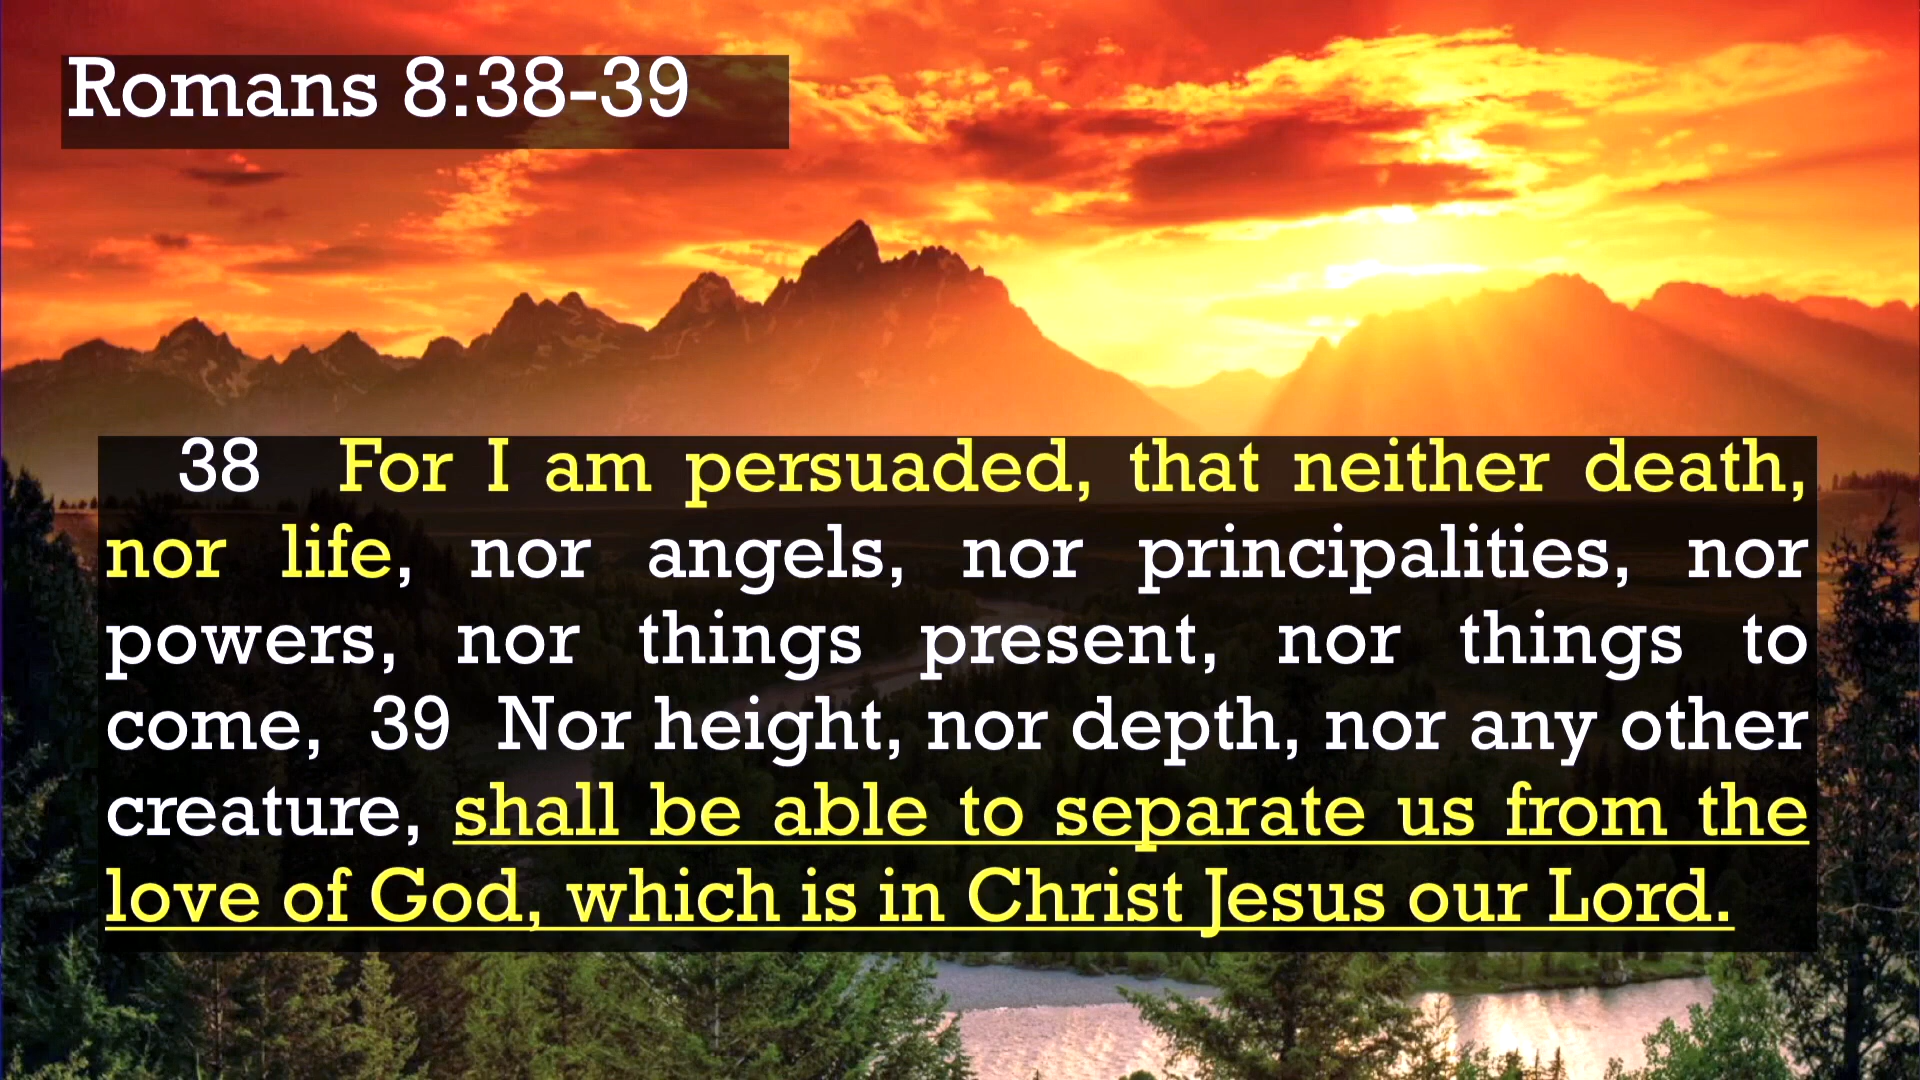 Romans 8:38-39
38 For I am persuaded, that neither death,
nor life, nor angels, nor principalities, nor
powers, nor things present, nor things to
come, 39 Nor height, nor depth, nor any other
creature, shall be able to separate us from the
love of God, which is in Christ Jesus our Lord.